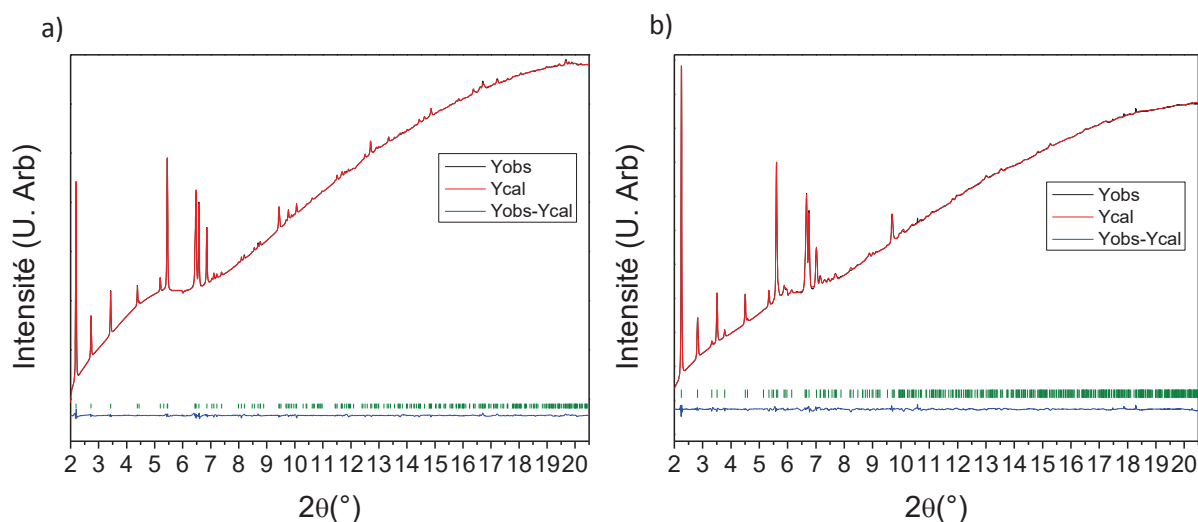 a)
Intensité (U. Arb)
Yobs
Ycal
Yobs-Ycal
2 3 4 5 6 7 8 9 10 11 12 13 14 15 16 17 18 19 20
2θ(°)
b)
Intensité (U. Arb)
Yobs
Ycal
Yobs-Ycal
2 3 4 5 6 7 8 9 10 11 12 13 14 15 16 17 18 19 20
2θ(°)